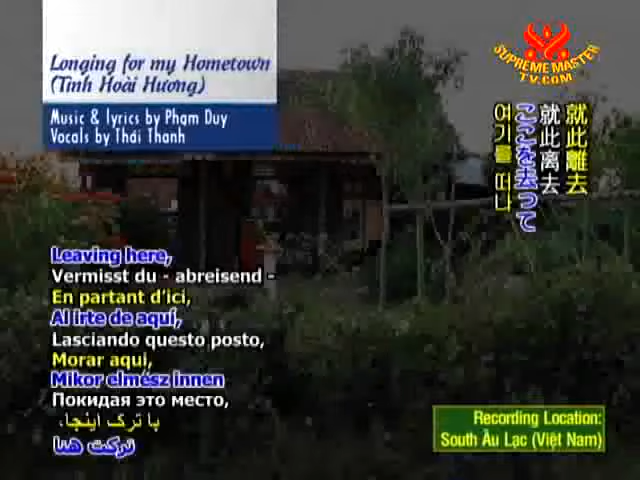 Longing for my Hometown
(Tình Hoài Hương)
Music & lyrics by Phạm Duy
Vocals by Thái Thanh
SUPREME MASTER
TV.COM
就此離去
就此离去
ここを去って
여기를 떠나
Leaving here,
Vermisst du - abreisend -
En partant d'ici,
Al irte de aquí,
Lasciando questo posto,
Morar aqui,
Mikor elmész innen
Покидая это место,
با ترک اینجا،
تركت هنا
Recording Location:
South Âu Lạc (Việt Nam)